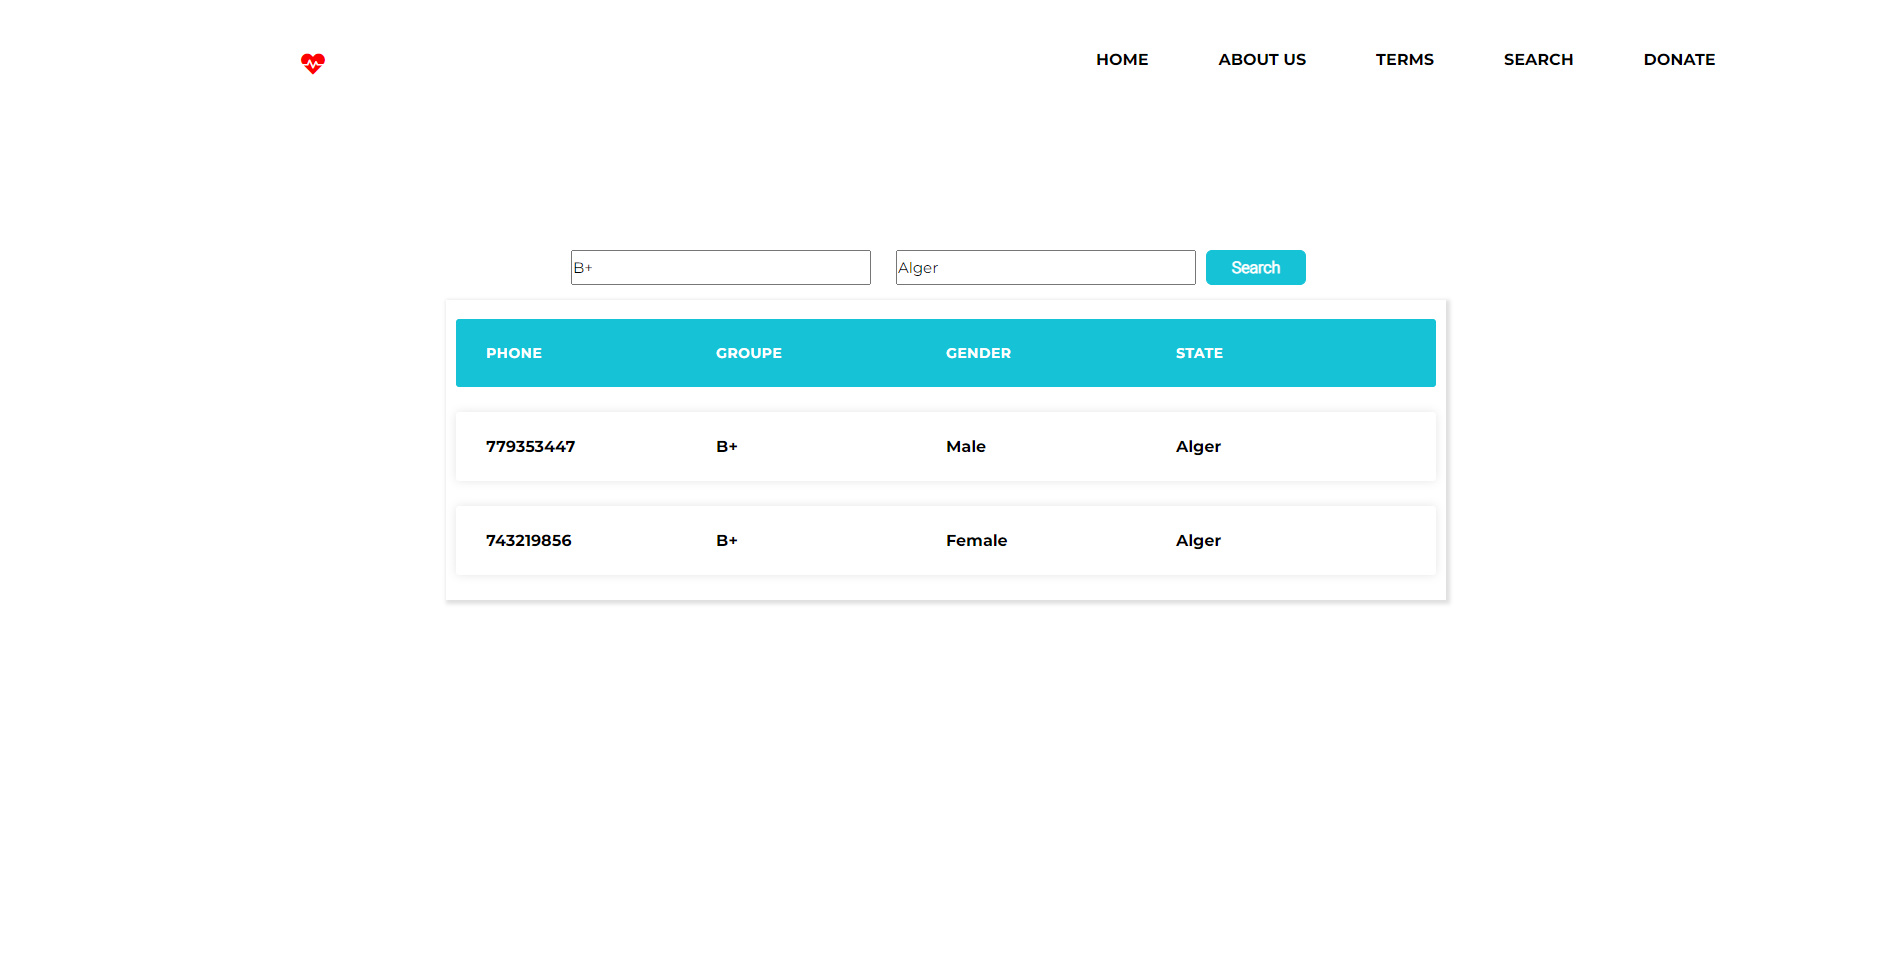 HOME ABOUT US TERMS SEARCH DONATE
B+ Alger Search
PHONE GROUPE GENDER STATE
779353447 B+ Male Alger
743219856 B+ Female Alger